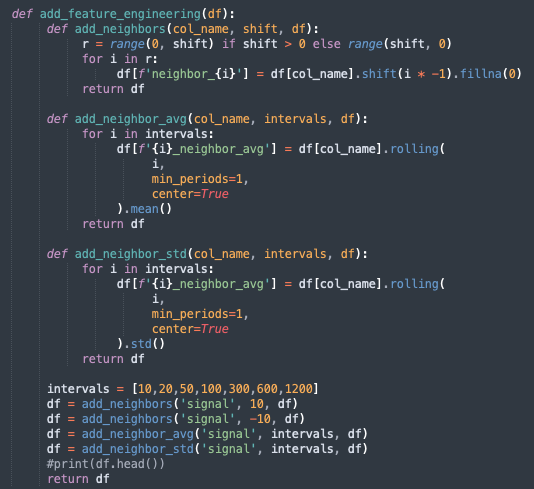 def add_feature_engineering(df):
    def add_neighbors(col_name, shift, df):
        r = range(0, shift) if shift > 0 else range(shift, 0)
        for i in r:
            df[f'neighbor_{i}'] = df[col_name].shift(i * -1).fillna(0)
        return df

    def add_neighbor_avg(col_name, intervals, df):
        for i in intervals:
            df[f'{i}_neighbor_avg'] = df[col_name].rolling(
                i,
                min_periods=1,
                center=True
            ).mean()
        return df

    def add_neighbor_std(col_name, intervals, df):
        for i in intervals:
            df[f'{i}_neighbor_avg'] = df[col_name].rolling(
                i,
                min_periods=1,
                center=True
            ).std()
        return df

    intervals = [10,20,50,100,300,600,1200]
    df = add_neighbors('signal', 10, df)
    df = add_neighbors('signal', -10, df)
    df = add_neighbor_avg('signal', intervals, df)
    df = add_neighbor_std('signal', intervals, df)
    #print(df.head())
    return df